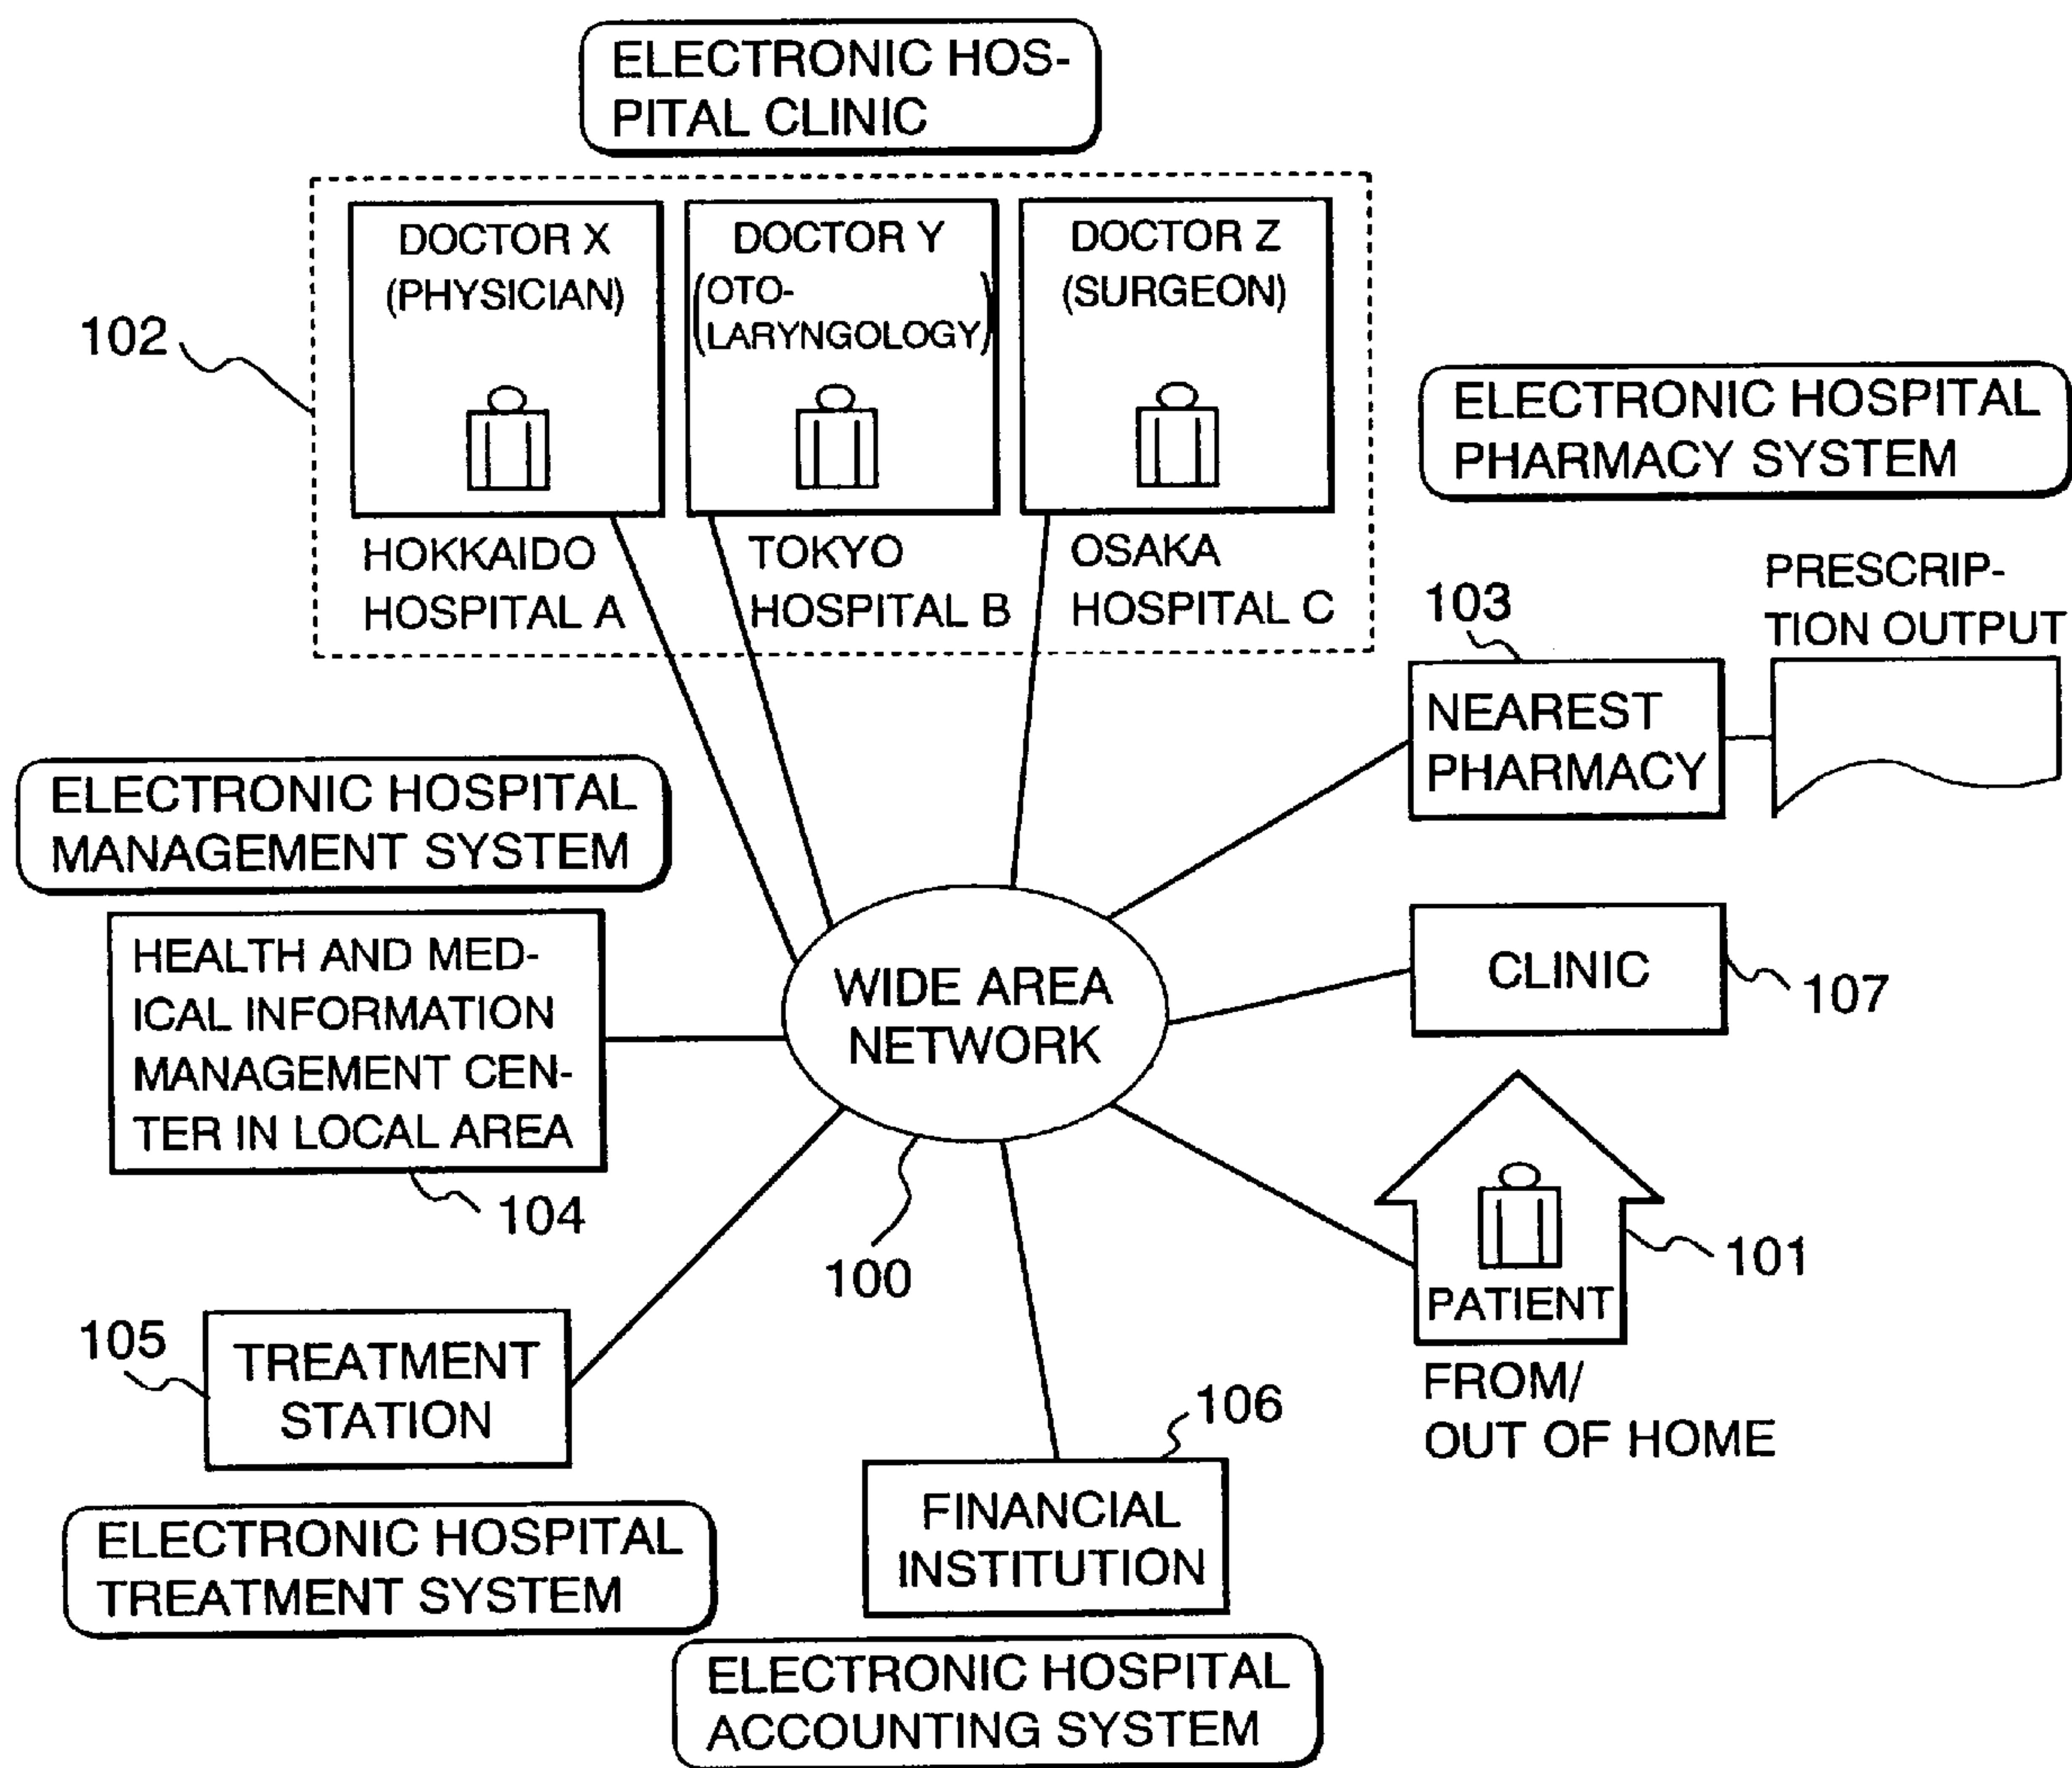 ELECTRONIC HOS-
PITAL CLINIC
DOCTOR X
(PHYSICIAN)
DOCTOR Y
(OTO-
LARYNGOLOGY)
DOCTOR Z
(SURGEON)
102
HOKKAIDO
HOSPITAL A
TOKYO
HOSPITAL B
OSAKA
HOSPITAL C
ELECTRONIC HOSPITAL
PHARMACY SYSTEM
103
PRESCRIP-
TION OUTPUT
NEAREST
PHARMACY
ELECTRONIC HOSPITAL
MANAGEMENT SYSTEM
HEALTH AND MED-
ICAL INFORMATION
MANAGEMENT CEN-
TER IN LOCAL AREA
104
WIDE AREA
NETWORK
100
CLINIC
107
PATIENT
101
FROM/
OUT OF HOME
105
TREATMENT
STATION
ELECTRONIC HOSPITAL
TREATMENT SYSTEM
106
FINANCIAL
INSTITUTION
ELECTRONIC HOSPITAL
ACCOUNTING SYSTEM